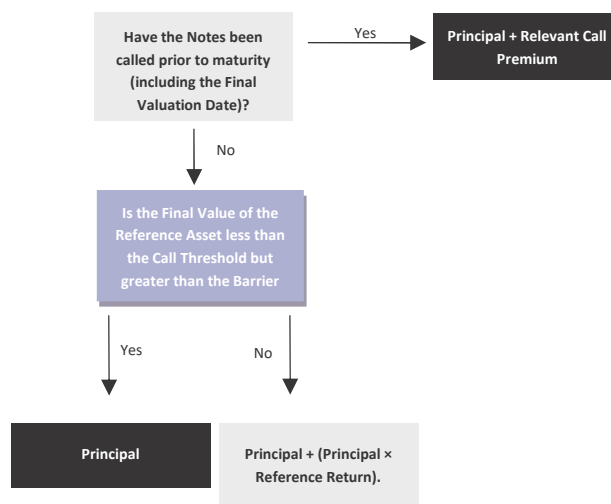 Have the Notes been
called prior to maturity
(including the Final
Valuation Date)?
Yes
Principal + Relevant Call
Premium
No
Is the Final Value of the
Reference Asset less than
the Call Threshold but
greater than the Barrier
Yes
No
Principal
Principal + (Principal ×
Reference Return).